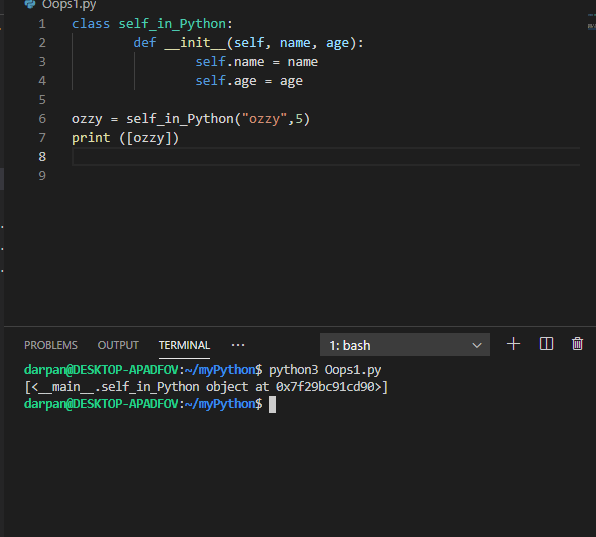 Oops1.py
1 class self_in_Python:
2 def __init__(self, name, age):
3 self.name = name
4 self.age = age
5
6 ozzy = self_in_Python("ozzy",5)
7 print ([ozzy])
8
9
PROBLEMS OUTPUT TERMINAL ··· 1: bash
darpan@DESKTOP-APADFOV:~/myPython$ python3 Oops1.py
[<__main__.self_in_Python object at 0x7f29bc91cd90>]
darpan@DESKTOP-APADFOV:~/myPython$